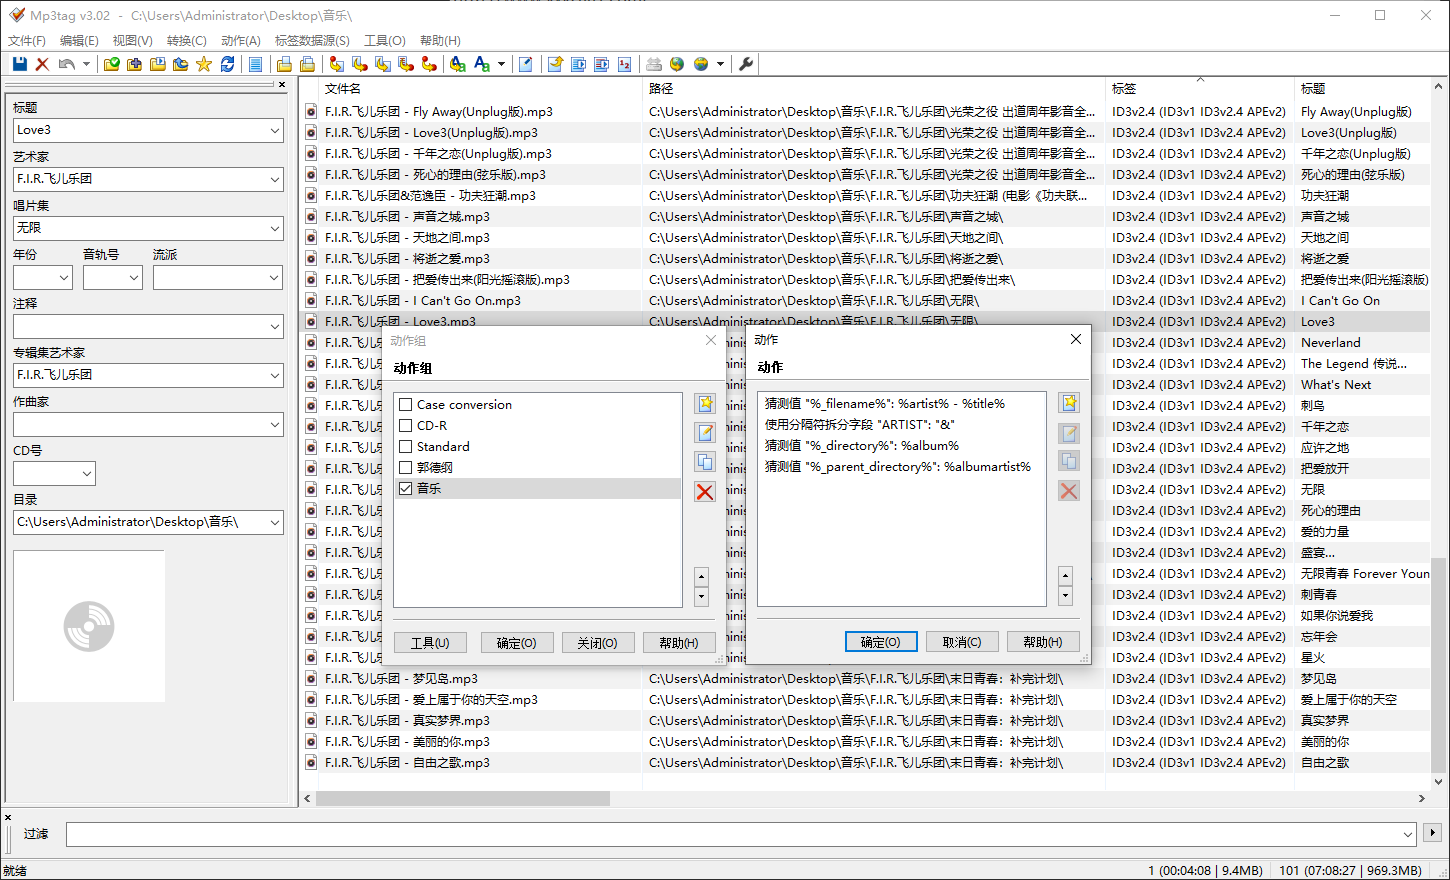 Mp3tag v3.02 - C:\Users\Administrator\Desktop\音乐\
文件(F) 编辑(E) 视图(V) 转换(C) 动作(A) 标签数据源(S) 工具(O) 帮助(H)
标题
Love3
艺术家
F.I.R.飞儿乐团
唱片集
无限
年份 音轨号 流派
注释
专辑集艺术家
F.I.R.飞儿乐团
作曲家
CD号
目录
C:\Users\Administrator\Desktop\音乐\
文件名 路径 标签 标题
F.I.R.飞儿乐团 - Fly Away(Unplug版).mp3 C:\Users\Administrator\Desktop\音乐\F.I.R.飞儿乐团\光荣之役 出道周年影音全... ID3v2.4 (ID3v1 ID3v2.4 APEv2) Fly Away(Unplug版)
F.I.R.飞儿乐团 - Love3(Unplug版).mp3 C:\Users\Administrator\Desktop\音乐\F.I.R.飞儿乐团\光荣之役 出道周年影音全... ID3v2.4 (ID3v1 ID3v2.4 APEv2) Love3(Unplug版)
F.I.R.飞儿乐团 - 千年之恋(Unplug版).mp3 C:\Users\Administrator\Desktop\音乐\F.I.R.飞儿乐团\光荣之役 出道周年影音全... ID3v2.4 (ID3v1 ID3v2.4 APEv2) 千年之恋(Unplug版)
F.I.R.飞儿乐团 - 死心的理由(弦乐版).mp3 C:\Users\Administrator\Desktop\音乐\F.I.R.飞儿乐团\光荣之役 出道周年影音全... ID3v2.4 (ID3v1 ID3v2.4 APEv2) 死心的理由(弦乐版)
F.I.R.飞儿乐团&范逸臣 - 功夫狂潮.mp3 C:\Users\Administrator\Desktop\音乐\F.I.R.飞儿乐团\功夫狂潮 (电影《功夫联... ID3v2.4 (ID3v1 ID3v2.4 APEv2) 功夫狂潮
F.I.R.飞儿乐团 - 声音之城.mp3 C:\Users\Administrator\Desktop\音乐\F.I.R.飞儿乐团\声音之城\ ID3v2.4 (ID3v1 ID3v2.4 APEv2) 声音之城
F.I.R.飞儿乐团 - 天地之间.mp3 C:\Users\Administrator\Desktop\音乐\F.I.R.飞儿乐团\天地之间\ ID3v2.4 (ID3v1 ID3v2.4 APEv2) 天地之间
F.I.R.飞儿乐团 - 将逝之爱.mp3 C:\Users\Administrator\Desktop\音乐\F.I.R.飞儿乐团\将逝之爱\ ID3v2.4 (ID3v1 ID3v2.4 APEv2) 将逝之爱
F.I.R.飞儿乐团 - 把爱传出来(阳光摇滚版).mp3 C:\Users\Administrator\Desktop\音乐\F.I.R.飞儿乐团\把爱传出来\ ID3v2.4 (ID3v1 ID3v2.4 APEv2) 把爱传出来(阳光摇滚版)
F.I.R.飞儿乐团 - I Can't Go On.mp3 C:\Users\Administrator\Desktop\音乐\F.I.R.飞儿乐团\无限\ ID3v2.4 (ID3v1 ID3v2.4 APEv2) I Can't Go On
F.I.R.飞儿乐团 - Love3.mp3 C:\Users\Administrator\Desktop\音乐\F.I.R.飞儿乐团\无限\ ID3v2.4 (ID3v1 ID3v2.4 APEv2) Love3
ID3v2.4 (ID3v1 ID3v2.4 APEv2) Neverland
ID3v2.4 (ID3v1 ID3v2.4 APEv2) The Legend 传说...
ID3v2.4 (ID3v1 ID3v2.4 APEv2) What's Next
ID3v2.4 (ID3v1 ID3v2.4 APEv2) 刺鸟
ID3v2.4 (ID3v1 ID3v2.4 APEv2) 千年之恋
ID3v2.4 (ID3v1 ID3v2.4 APEv2) 应许之地
ID3v2.4 (ID3v1 ID3v2.4 APEv2) 把爱放开
ID3v2.4 (ID3v1 ID3v2.4 APEv2) 无限
ID3v2.4 (ID3v1 ID3v2.4 APEv2) 死心的理由
ID3v2.4 (ID3v1 ID3v2.4 APEv2) 爱的力量
ID3v2.4 (ID3v1 ID3v2.4 APEv2) 盛宴...
ID3v2.4 (ID3v1 ID3v2.4 APEv2) 无限青春 Forever Youn
ID3v2.4 (ID3v1 ID3v2.4 APEv2) 刺青春
ID3v2.4 (ID3v1 ID3v2.4 APEv2) 如果你说爱我
ID3v2.4 (ID3v1 ID3v2.4 APEv2) 忘年会
ID3v2.4 (ID3v1 ID3v2.4 APEv2) 星火
F.I.R.飞儿乐团 - 梦见岛.mp3 C:\Users\Administrator\Desktop\音乐\F.I.R.飞儿乐团\末日青春：补完计划\ ID3v2.4 (ID3v1 ID3v2.4 APEv2) 梦见岛
F.I.R.飞儿乐团 - 爱上属于你的天空.mp3 C:\Users\Administrator\Desktop\音乐\F.I.R.飞儿乐团\末日青春：补完计划\ ID3v2.4 (ID3v1 ID3v2.4 APEv2) 爱上属于你的天空
F.I.R.飞儿乐团 - 真实梦界.mp3 C:\Users\Administrator\Desktop\音乐\F.I.R.飞儿乐团\末日青春：补完计划\ ID3v2.4 (ID3v1 ID3v2.4 APEv2) 真实梦界
F.I.R.飞儿乐团 - 美丽的你.mp3 C:\Users\Administrator\Desktop\音乐\F.I.R.飞儿乐团\末日青春：补完计划\ ID3v2.4 (ID3v1 ID3v2.4 APEv2) 美丽的你
F.I.R.飞儿乐团 - 自由之歌.mp3 C:\Users\Administrator\Desktop\音乐\F.I.R.飞儿乐团\末日青春：补完计划\ ID3v2.4 (ID3v1 ID3v2.4 APEv2) 自由之歌
动作组
动作组
Case conversion
CD-R
Standard
郭德纲
音乐
工具(U) 确定(O) 关闭(O) 帮助(H)
动作
动作
猜测值 "%_filename%": %artist% - %title%
使用分隔符拆分字段 "ARTIST": "&"
猜测值 "%_directory%": %album%
猜测值 "%_parent_directory%": %albumartist%
确定(O) 取消(C) 帮助(H)
过滤
就绪 1 (00:04:08 | 9.4MB) 101 (07:08:27 | 969.3MB)